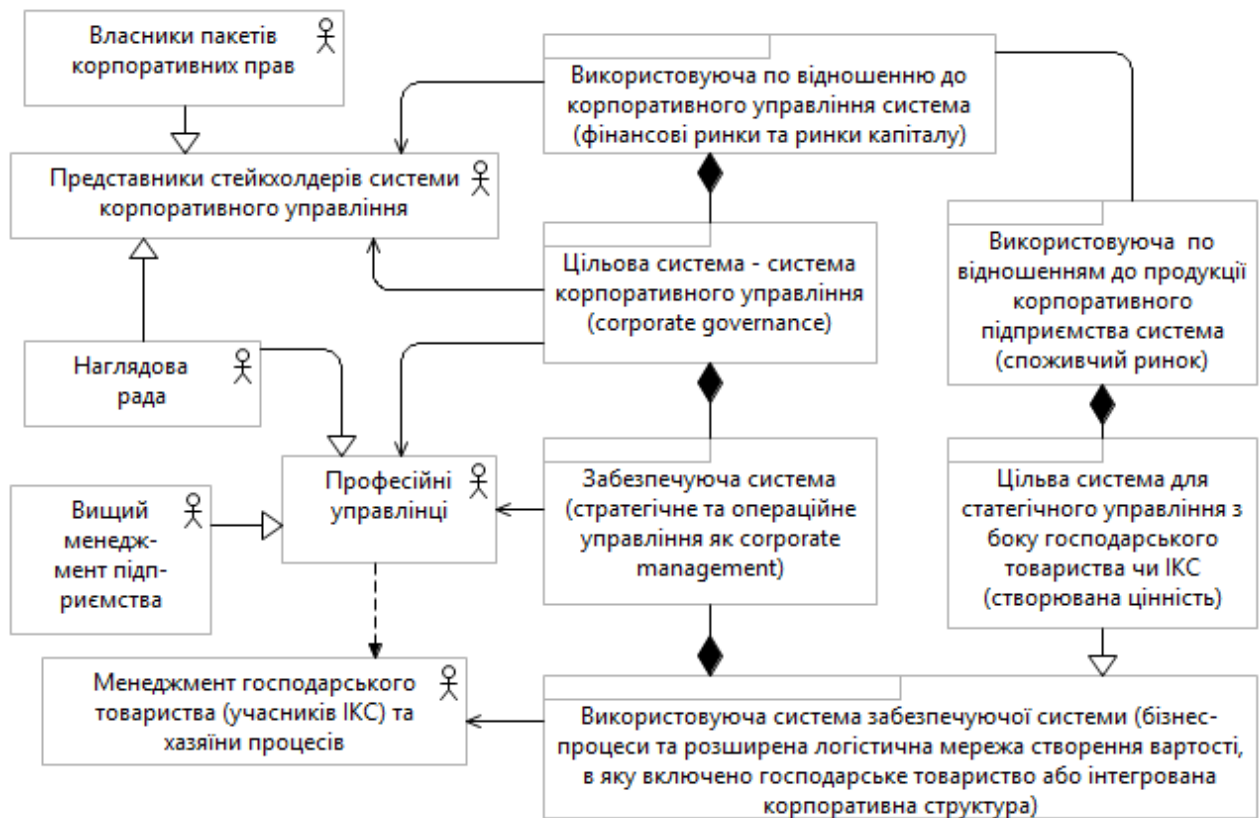 Власники пакетів
корпоративних прав
Використовуюча по відношенню до
корпоративного управління система
(фінансові ринки та ринки капіталу)
Представники стейкхолдерів системи
корпоративного управління
Цільова система - система
корпоративного управління
(corporate governance)
Використовуюча по
відношенням до продукції
корпоративного
підприємства система
(споживчий ринок)
Наглядова
рада
Професійні
управлінці
Забезпечуюча система
(стратегічне та операційне
управління як corporate
management)
Цільва система для
статегічного управління з
боку господарського
товариства чи ІКС
(створювана цінність)
Вищий
менедж-
мент підп-
риємства
Менеджмент господарського
товариства (учасників ІКС) та
хазяїни процесів
Використовуюча система забезпечуючої системи (бізнес-
процеси та розширена логістична мережа створення вартості,
в яку включено господарське товариство або інтегрована
корпоративна структура)